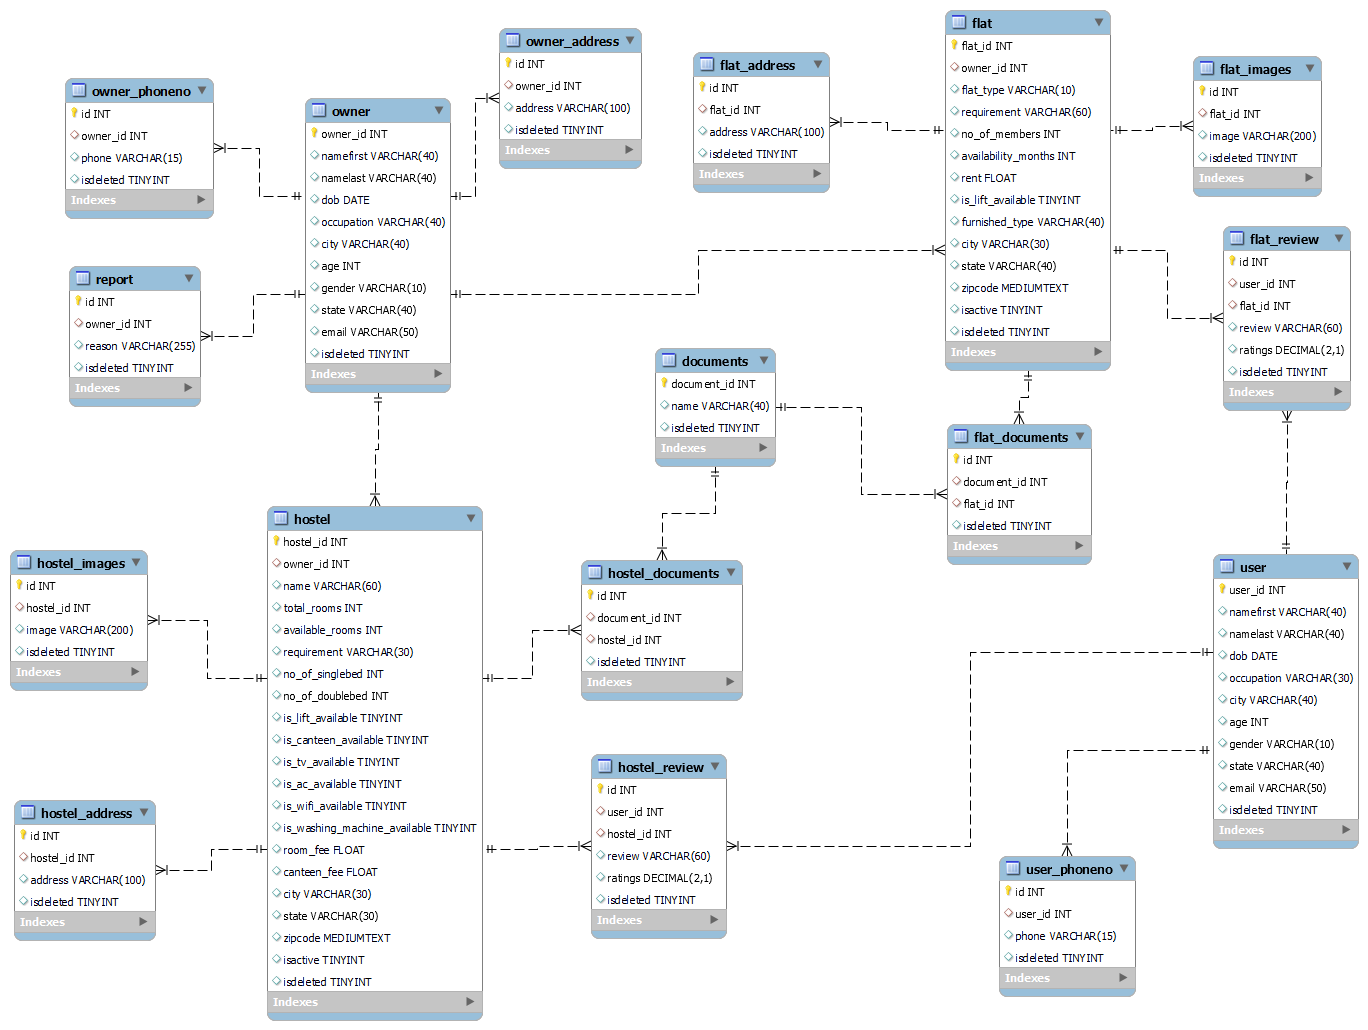 owner_phoneno
id INT
owner_id INT
phone VARCHAR(15)
isdeleted TINYINT
Indexes
owner_address
id INT
owner_id INT
address VARCHAR(100)
isdeleted TINYINT
Indexes
owner
owner_id INT
namefirst VARCHAR(40)
namelast VARCHAR(40)
dob DATE
occupation VARCHAR(40)
city VARCHAR(40)
age INT
gender VARCHAR(10)
state VARCHAR(40)
email VARCHAR(50)
isdeleted TINYINT
Indexes
flat_address
id INT
flat_id INT
address VARCHAR(100)
isdeleted TINYINT
Indexes
flat
flat_id INT
owner_id INT
flat_type VARCHAR(10)
requirement VARCHAR(60)
no_of_members INT
availability_months INT
rent FLOAT
is_lift_available TINYINT
furnished_type VARCHAR(40)
city VARCHAR(30)
state VARCHAR(40)
zipcode MEDIUMTEXT
isactive TINYINT
isdeleted TINYINT
Indexes
flat_images
id INT
flat_id INT
image VARCHAR(200)
isdeleted TINYINT
Indexes
flat_review
id INT
user_id INT
flat_id INT
review VARCHAR(60)
ratings DECIMAL(2,1)
isdeleted TINYINT
Indexes
report
id INT
owner_id INT
reason VARCHAR(255)
isdeleted TINYINT
Indexes
documents
document_id INT
name VARCHAR(40)
isdeleted TINYINT
Indexes
flat_documents
id INT
document_id INT
flat_id INT
isdeleted TINYINT
Indexes
hostel_images
id INT
hostel_id INT
image VARCHAR(200)
isdeleted TINYINT
Indexes
hostel
hostel_id INT
owner_id INT
name VARCHAR(60)
total_rooms INT
available_rooms INT
requirement VARCHAR(30)
no_of_singlebed INT
no_of_doublebed INT
is_lift_available TINYINT
is_canteen_available TINYINT
is_tv_available TINYINT
is_ac_available TINYINT
is_wifi_available TINYINT
is_washing_machine_available TINYINT
room_fee FLOAT
canteen_fee FLOAT
city VARCHAR(30)
state VARCHAR(30)
zipcode MEDIUMTEXT
isactive TINYINT
isdeleted TINYINT
Indexes
hostel_documents
id INT
document_id INT
hostel_id INT
isdeleted TINYINT
Indexes
user
user_id INT
namefirst VARCHAR(40)
namelast VARCHAR(40)
dob DATE
occupation VARCHAR(30)
city VARCHAR(40)
age INT
gender VARCHAR(10)
state VARCHAR(40)
email VARCHAR(50)
isdeleted TINYINT
Indexes
hostel_address
id INT
hostel_id INT
address VARCHAR(100)
isdeleted TINYINT
Indexes
hostel_review
id INT
user_id INT
hostel_id INT
review VARCHAR(60)
ratings DECIMAL(2,1)
isdeleted TINYINT
Indexes
user_phoneno
id INT
user_id INT
phone VARCHAR(15)
isdeleted TINYINT
Indexes